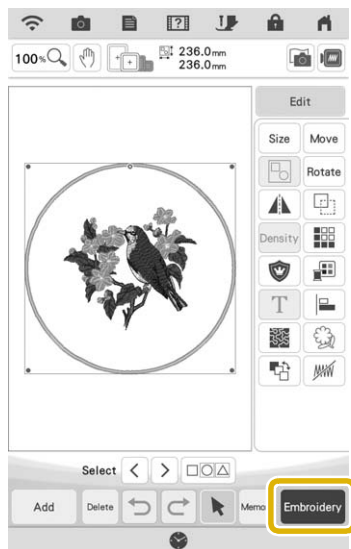 100% 236.0mm
236.0mm
Edit
Size Move
Rotate
Density
T
Select
Add Delete Memo Embroidery